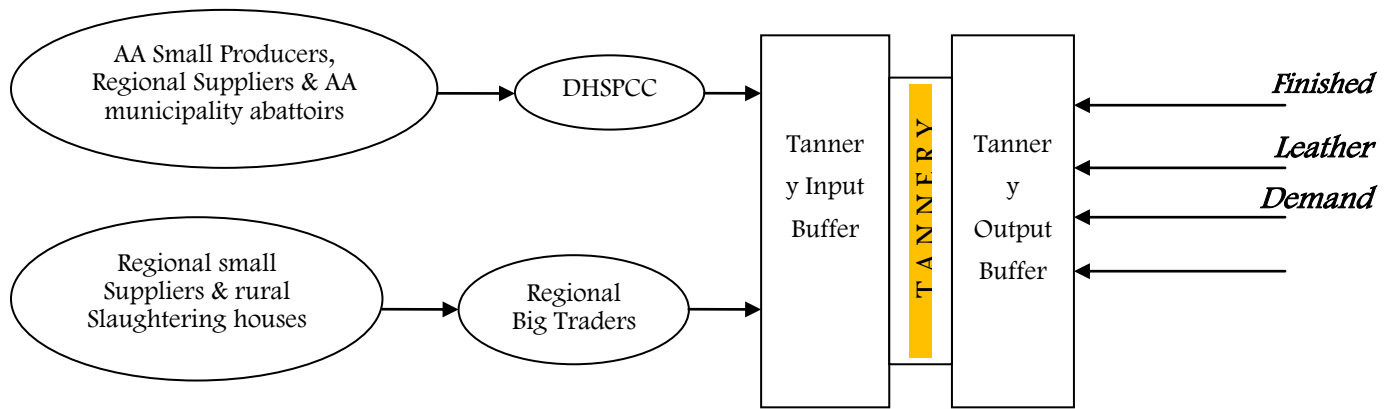 AA Small Producers,
Regional Suppliers & AA
municipality abattoirs
DHSPCC
Regional small
Suppliers & rural
Slaughtering houses
Regional
Big Traders
Tanner
y Input
Buffer
TANNERY
Tanner
y
Output
Buffer
Finished
Leather
Demand